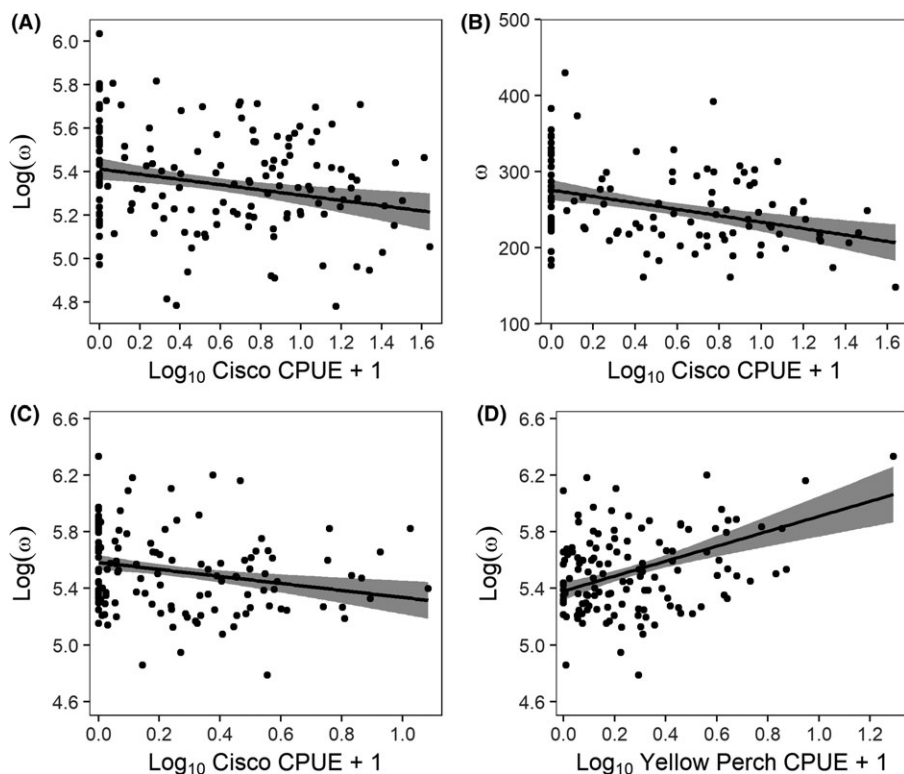 (A)
6.0
5.8
5.6
5.4
5.2
5.0
4.8
Log(ω)
0.0 0.2 0.4 0.6 0.8 1.0 1.2 1.4 1.6
Log₁₀ Cisco CPUE + 1
(B)
500
400
300
200
100
ω
0.0 0.2 0.4 0.6 0.8 1.0 1.2 1.4 1.6
Log₁₀ Cisco CPUE + 1
(C)
6.6
6.2
5.8
5.4
5.0
4.6
Log(ω)
0.0 0.2 0.4 0.6 0.8 1.0
Log₁₀ Cisco CPUE + 1
(D)
6.6
6.2
5.8
5.4
5.0
4.6
Log(ω)
0.0 0.2 0.4 0.6 0.8 1.0 1.2
Log₁₀ Yellow Perch CPUE + 1